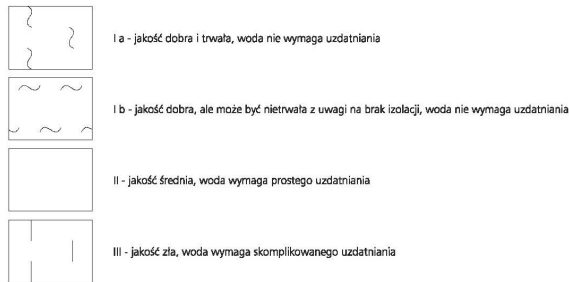 I a - jakość dobra i trwała, woda nie wymaga uzdatniania
I b - jakość dobra, ale może być nietrwała z uwagi na brak izolacji, woda nie wymaga uzdatniania
II - jakość średnia, woda wymaga prostego uzdatniania
III - jakość zła, woda wymaga skomplikowanego uzdatniania